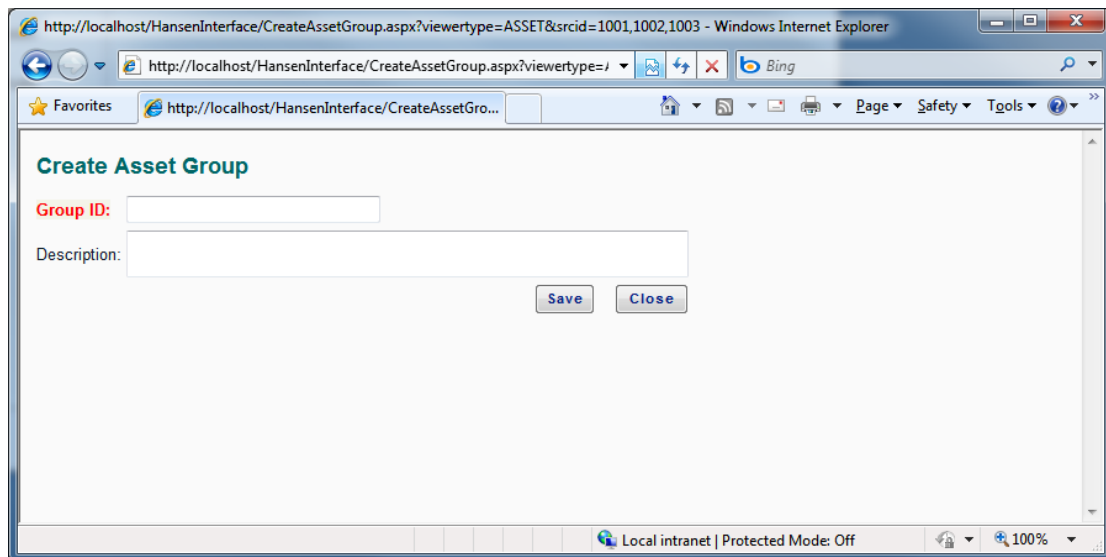 http://localhost/HansenInterface/CreateAssetGroup.aspx?viewertype=ASSET&srcid=1001,1002,1003 - Windows Internet Explorer
http://localhost/HansenInterface/CreateAssetGroup.aspx?viewertype=/ Bing
Favorites http://localhost/HansenInterface/CreateAssetGro... Page Safety Tools
Create Asset Group
Group ID:
Description:
Save Close
Local intranet | Protected Mode: Off 100%